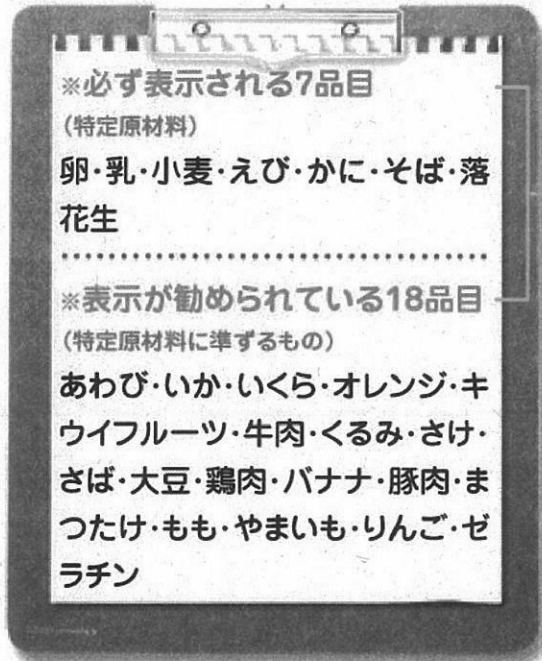 ※必ず表示される7品目
（特定原材料）
卵・乳・小麦・えび・かに・そば・落
花生
※表示が勧められている18品目
（特定原材料に準ずるもの）
あわび・いか・いくら・オレンジ・キ
ウイフルーツ・牛肉・くるみ・さけ・
さば・大豆・鶏肉・バナナ・豚肉・ま
つたけ・もも・やまいも・りんご・ゼ
ラチン